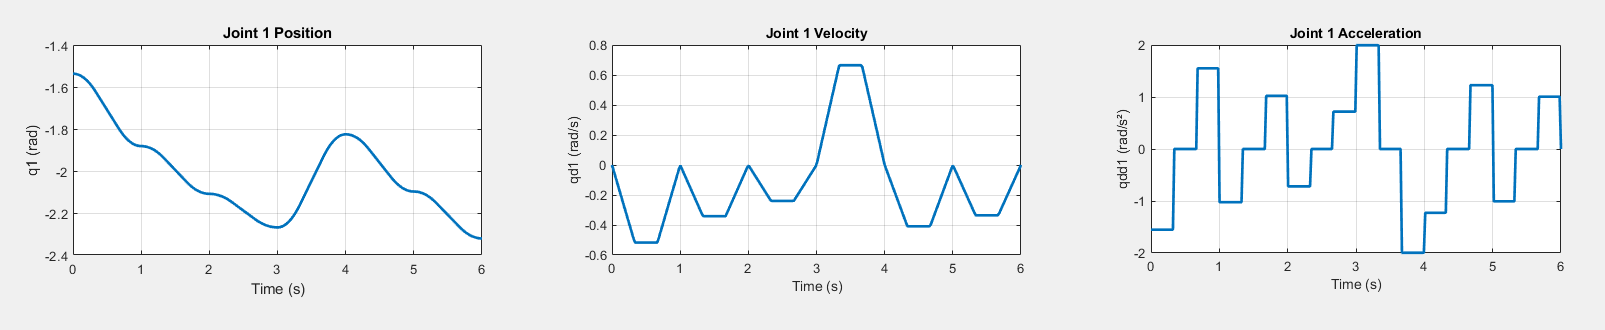 Joint 1 Position
-1.4
-1.6
-1.8
-2
-2.2
-2.4
q1 (rad)
0 1 2 3 4 5 6
Time (s)
Joint 1 Velocity
0.8
0.6
0.4
0.2
0
-0.2
-0.4
-0.6
qd1 (rad/s)
0 1 2 3 4 5 6
Time (s)
Joint 1 Acceleration
2
1
0
-1
-2
qdd1 (rad/s²)
0 1 2 3 4 5 6
Time (s)